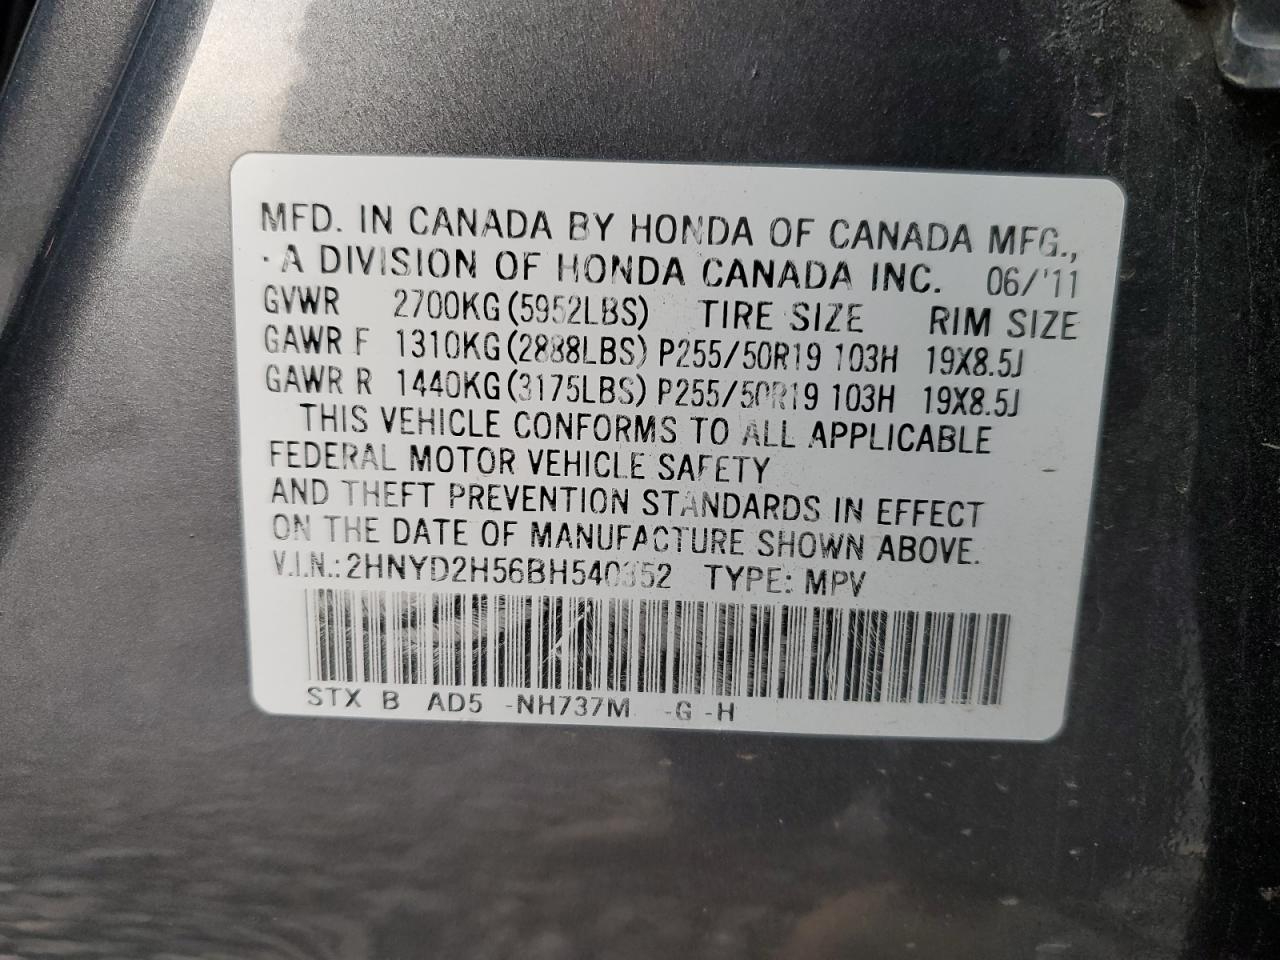 MFD. IN CANADA BY HONDA OF CANADA MFG.,
. A DIVISION OF HONDA CANADA INC. 06/'11
GVWR 2700KG(5952LBS) TIRE SIZE RIM SIZE
GAWR F 1310KG(2888LBS) P255/50R19 103H 19X8.5J
GAWR R 1440KG(3175LBS) P255/50R19 103H 19X8.5J
THIS VEHICLE CONFORMS TO ALL APPLICABLE
FEDERAL MOTOR VEHICLE SAFETY
AND THEFT PREVENTION STANDARDS IN EFFECT
ON THE DATE OF MANUFACTURE SHOWN ABOVE.
V.I.N.: 2HNYD2H56BH540352 TYPE: MPV
STX B AD5 -NH737M -G -H